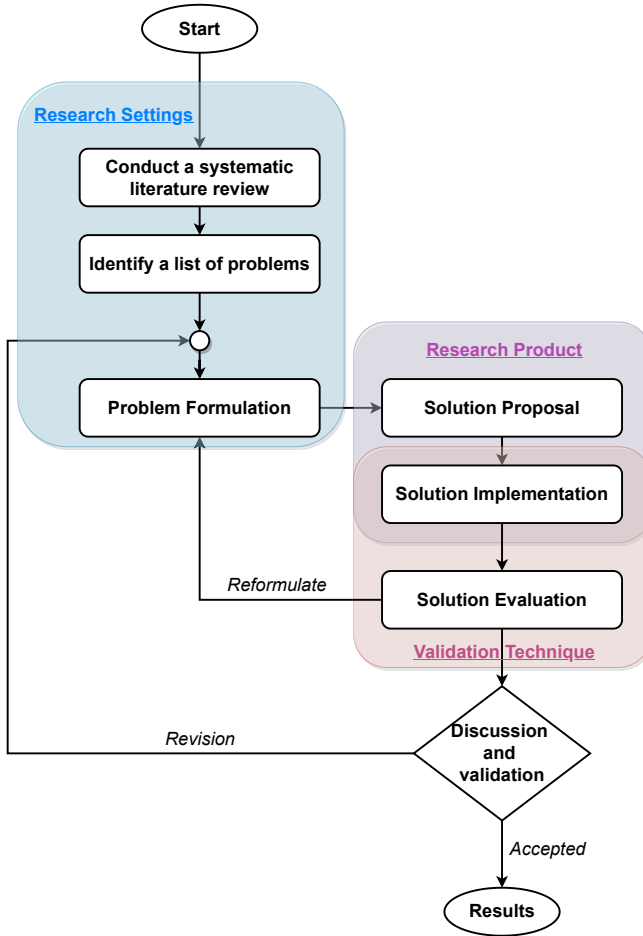 Start
Research Settings
Conduct a systematic
literature review
Identify a list of problems
Research Product
Problem Formulation
Solution Proposal
Solution Implementation
Reformulate
Solution Evaluation
Validation Technique
Revision
Discussion
and
validation
Accepted
Results